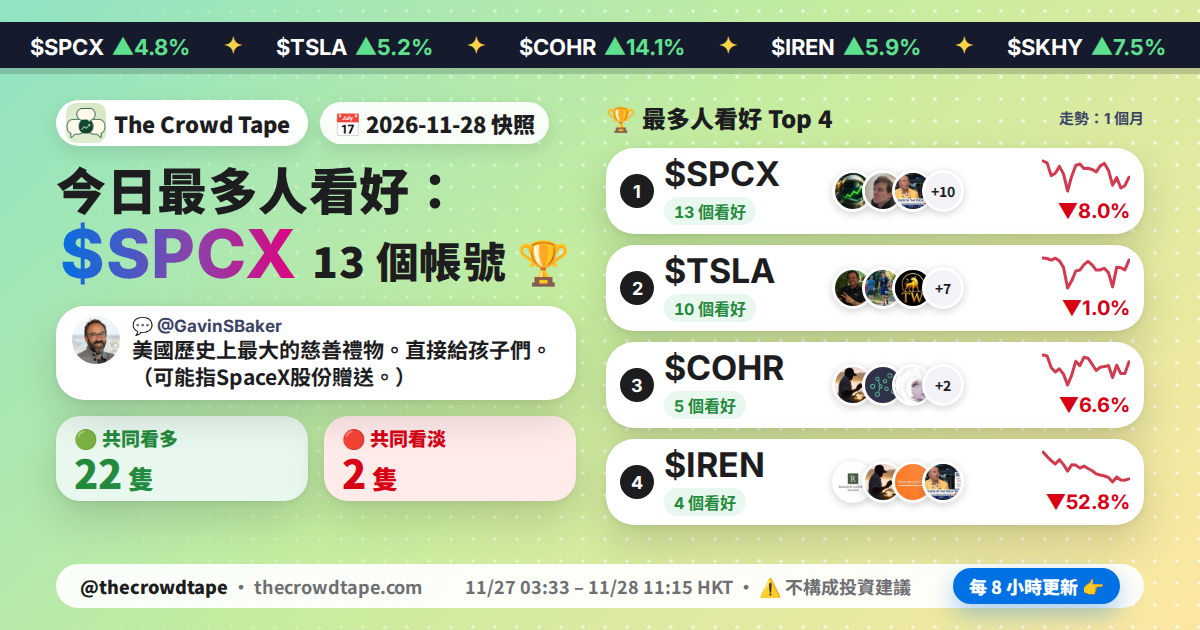 $SPCX ▲4.8% ✦ $TSLA ▲5.2% ✦ $COHR ▲14.1% ✦ $IREN ▲5.9% ✦ $SKHY ▲7.5%
The Crowd Tape
📅 2026-11-28 快照
今日最多人看好：
$SPCX 13 個帳號 🏆
💬 @GavinSBaker
美國歷史上最大的慈善禮物。直接給孩子們。
（可能指SpaceX股份贈送。）
🟢 共同看多
22 隻
🔴 共同看淡
2 隻
🏆 最多人看好 Top 4
走勢：1個月
1 $SPCX
13 個看好
+10
▼8.0%
2 $TSLA
10 個看好
TW
+7
▼1.0%
3 $COHR
5 個看好
+2
▼6.6%
4 $IREN
4 個看好
R
▼52.8%
@thecrowdtape • thecrowdtape.com
11/27 03:33 – 11/28 11:15 HKT • ⚠️ 不構成投資建議
每 8 小時更新 👉